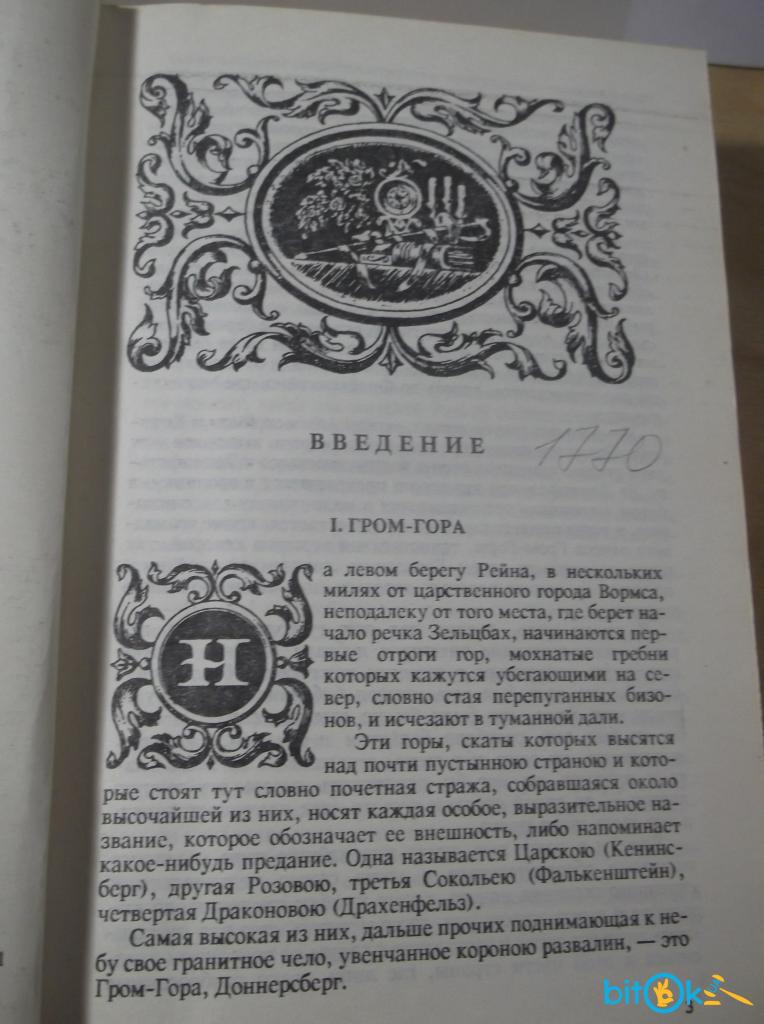 ВВЕДЕНИЕ
1770
I. ГРОМ-ГОРА
На левом берегу Рейна, в нескольких
милях от царственного города Вормса,
неподалеку от того места, где берет на-
чало речка Зельцбах, начинаются пер-
вые отроги гор, мохнатые гребни
которых кажутся убегающими на се-
вер, словно стая перепуганных бизо-
нов, и исчезают в туманной дали.
Эти горы, скаты которых высятся
над почти пустынною страною и кото-
рые стоят тут словно почетная стража, собравшаяся около
высочайшей из них, носят каждая особое, выразительное на-
звание, которое обозначает ее внешность, либо напоминает
какое-нибудь предание. Одна называется Царскою (Кенинс-
берг), другая Розовою, третья Соколье­ю (Фалькенштейн),
четвертая Драконовою (Драхенфельз).
Самая высокая из них, дальше прочих поднимающая к не-
бу свое гранитное чело, увенчанное короною развалин, — это
Гром-Гора, Доннерсберг.
3
bitOk